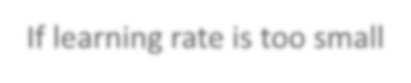 If learning rate is too small